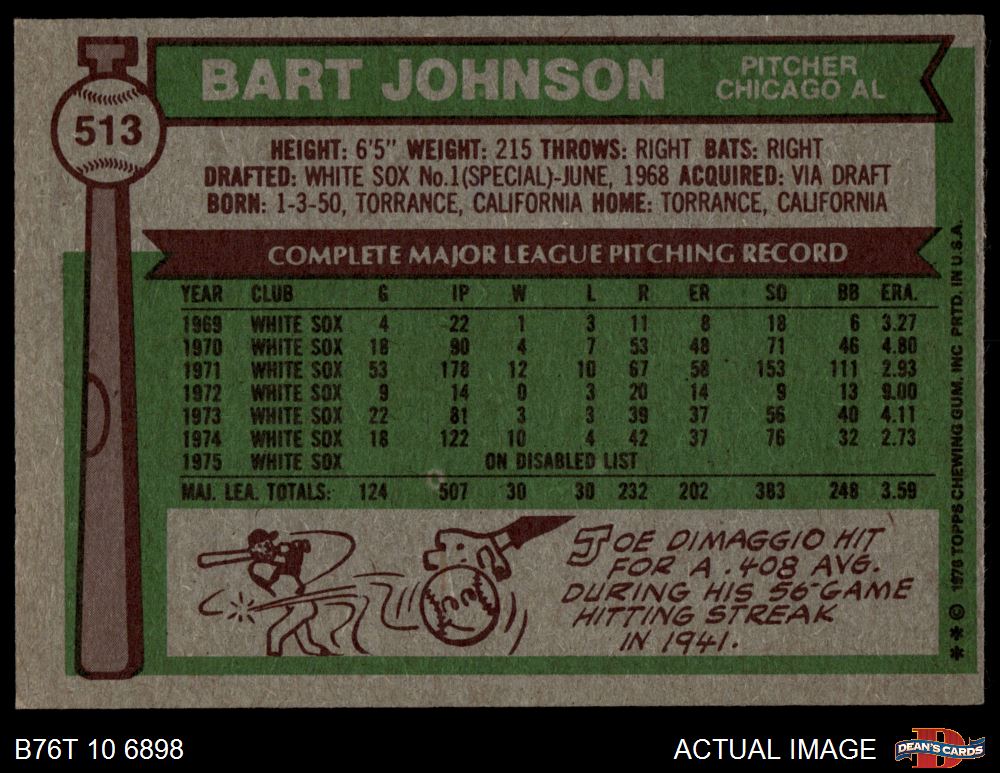 BART JOHNSON
PITCHER
CHICAGO AL
513
HEIGHT: 6'5" WEIGHT: 215 THROWS: RIGHT BATS: RIGHT
DRAFTED: WHITE SOX No.1(SPECIAL)-JUNE, 1968 ACQUIRED: VIA DRAFT
BORN: 1-3-50, TORRANCE, CALIFORNIA HOME: TORRANCE, CALIFORNIA
COMPLETE MAJOR LEAGUE PITCHING RECORD
YEAR CLUB G IP W L R ER SO BB ERA.
1969 WHITE SOX 4 22 1 3 11 8 18 6 3.27
1970 WHITE SOX 18 90 4 7 53 48 71 46 4.80
1971 WHITE SOX 53 178 12 10 67 58 153 111 2.93
1972 WHITE SOX 9 14 0 3 20 14 9 13 9.00
1973 WHITE SOX 22 81 3 3 39 37 56 40 4.11
1974 WHITE SOX 18 122 10 4 42 37 76 32 2.73
1975 WHITE SOX ON DISABLED LIST
MAJ. LEA. TOTALS: 124 507 30 30 232 202 383 248 3.59
JOE DIMAGGIO HIT
FOR A .408 AVG.
DURING HIS 56-GAME
HITTING STREAK
IN 1941.
* * © 1976 TOPPS CHEWING GUM, INC PRTD. IN U.S.A.
B76T 10 6898
ACTUAL IMAGE
DEAN'S CARDS